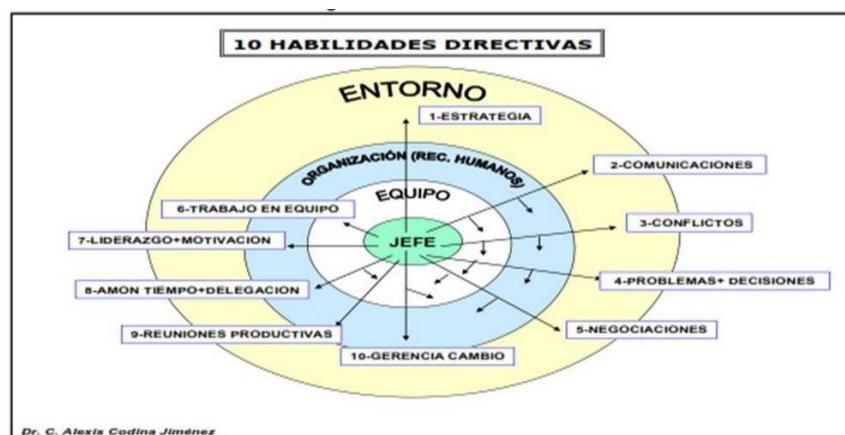 10 HABILIDADES DIRECTIVAS
ENTORNO
1-ESTRATEGIA
ORGANIZACIÓN (REC. HUMANOS)
2-COMUNICACIONES
EQUIPO
6-TRABAJO EN EQUIPO
3-CONFLICTOS
7-LIDERAZGO+MOTIVACION
JEFE
4-PROBLEMAS+ DECISIONES
8-AMON TIEMPO+DELEGACION
9-REUNIONES PRODUCTIVAS
5-NEGOCIACIONES
10-GERENCIA CAMBIO
Dr. C. Alexis Codina Jiménez